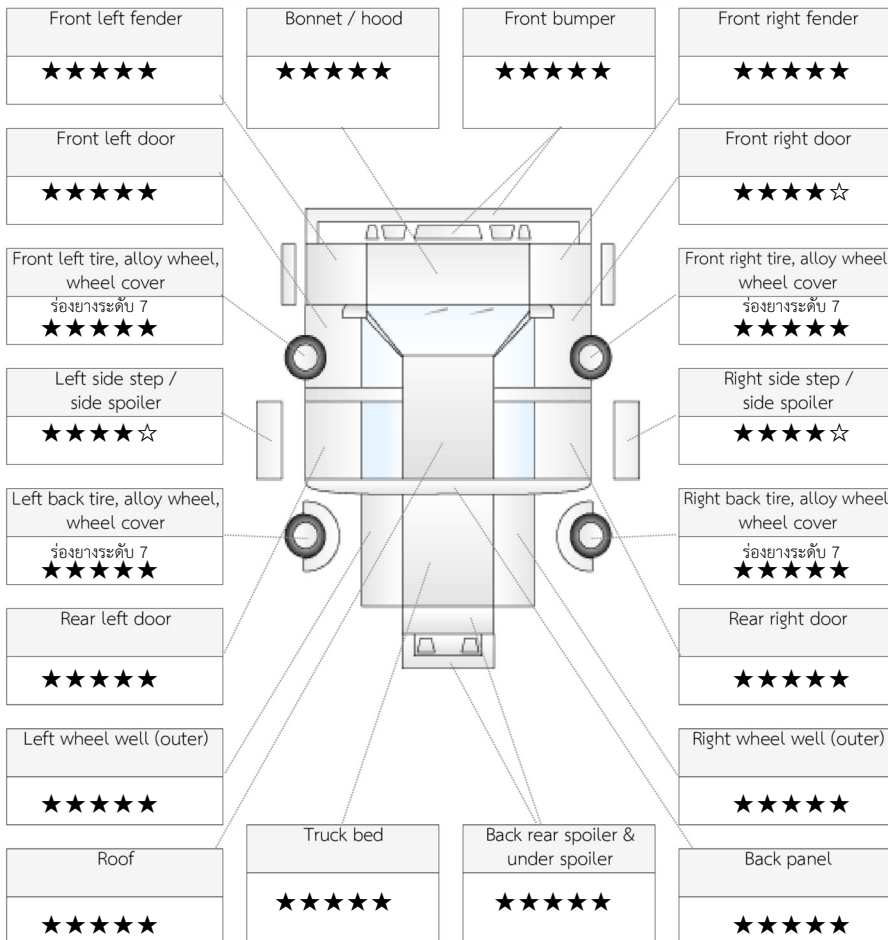 Front left fender
★★★★★
Bonnet / hood
★★★★★
Front bumper
★★★★★
Front right fender
★★★★★
Front left door
★★★★★
Front right door
★★★★☆
Front left tire, alloy wheel,
wheel cover
ร่องยางระดับ 7
★★★★★
Front right tire, alloy wheel
wheel cover
ร่องยางระดับ 7
★★★★★
Left side step /
side spoiler
★★★★☆
Right side step /
side spoiler
★★★★☆
Left back tire, alloy wheel,
wheel cover
ร่องยางระดับ 7
★★★★★
Right back tire, alloy wheel
wheel cover
ร่องยางระดับ 7
★★★★★
Rear left door
★★★★★
Rear right door
★★★★★
Left wheel well (outer)
★★★★★
Right wheel well (outer)
★★★★★
Roof
★★★★★
Truck bed
★★★★★
Back rear spoiler &
under spoiler
★★★★★
Back panel
★★★★★